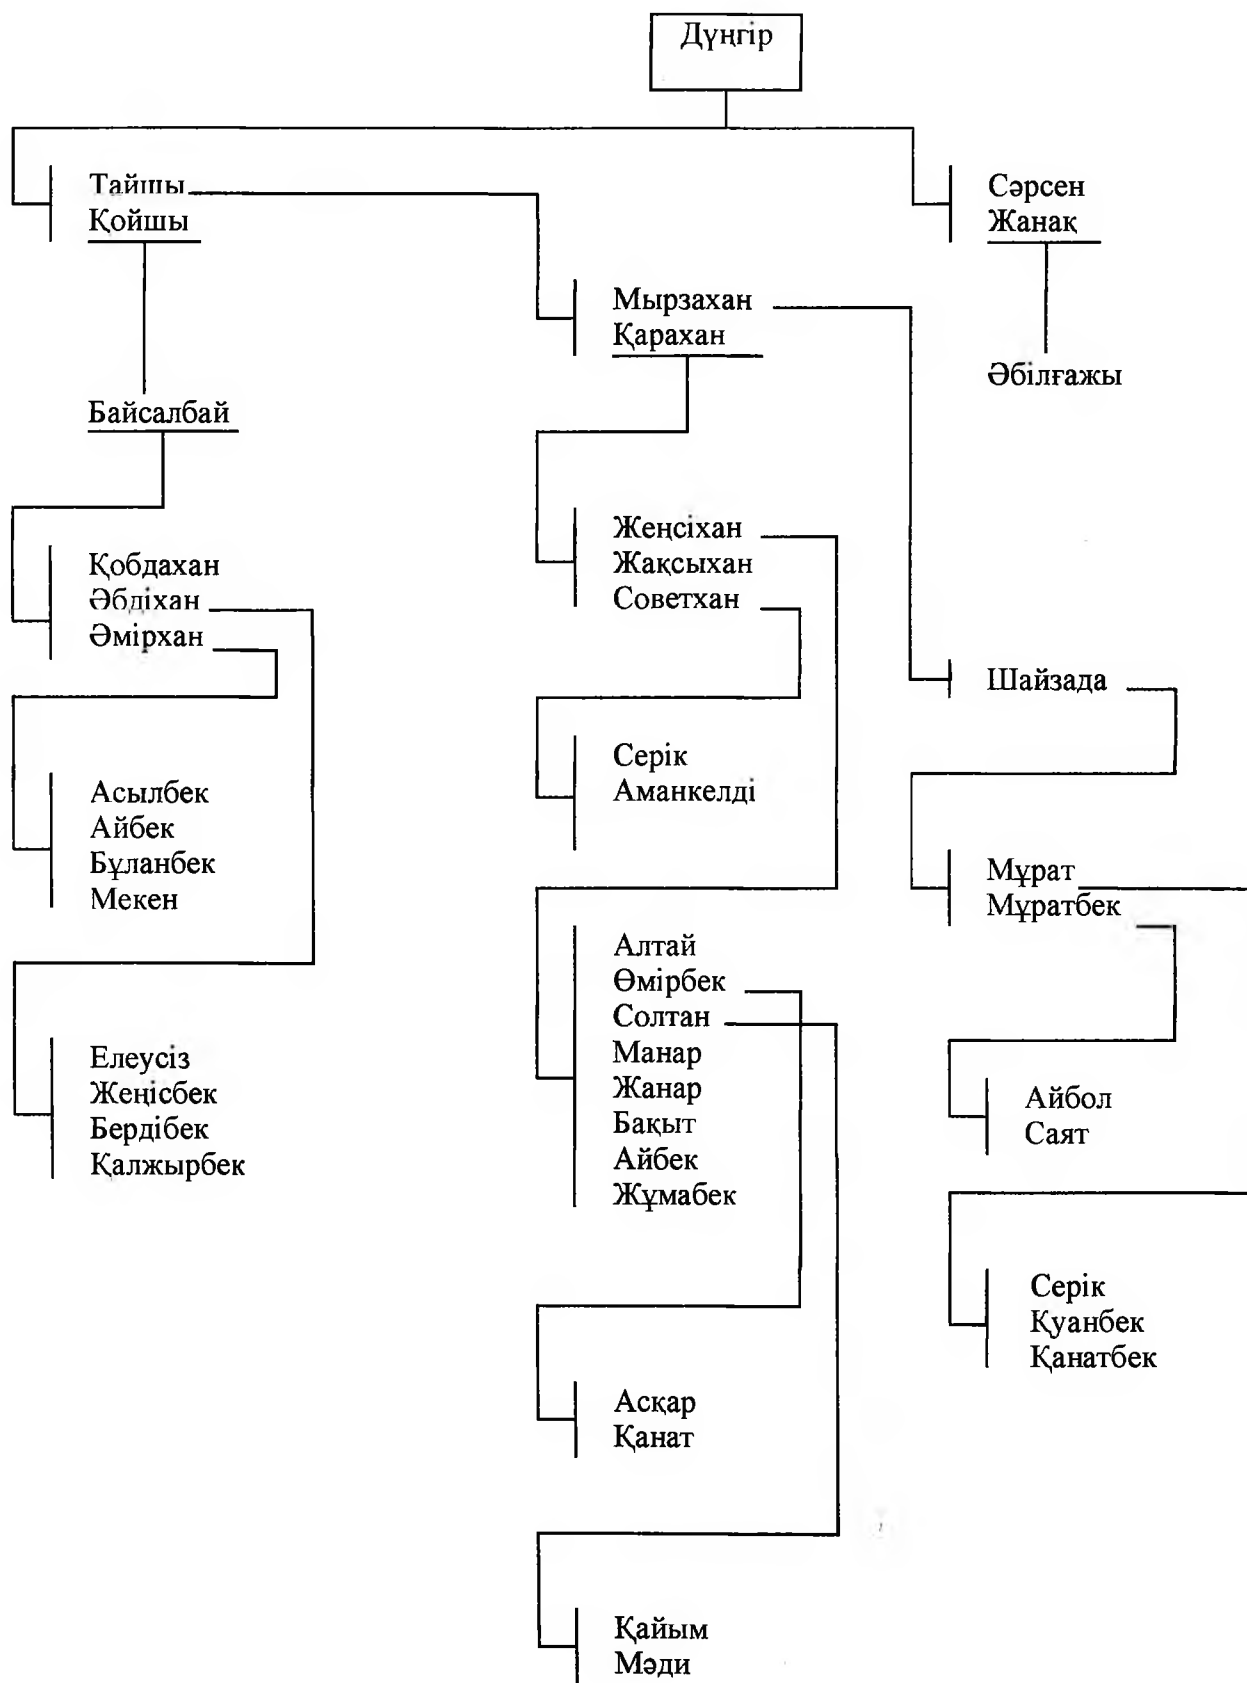 Дүңгір
Тайшы
Қойшы
Сәрсен
Жанақ
Мырзахан
Қарахан
Әбілғажы
Байсалбай
Қобдахан
Әбдіхан
Әмірхан
Жеңсіхан
Жақсыхан
Советхан
Шайзада
Серік
Аманкелді
Асылбек
Айбек
Бұланбек
Мекен
Мұрат
Мұратбек
Алтай
Өмірбек
Солтан
Манар
Жанар
Бақыт
Айбек
Жұмабек
Елеусіз
Жеңісбек
Бердібек
Қалжырбек
Айбол
Саят
Серік
Қуанбек
Қанатбек
Асқар
Қанат
Қайым
Мәди